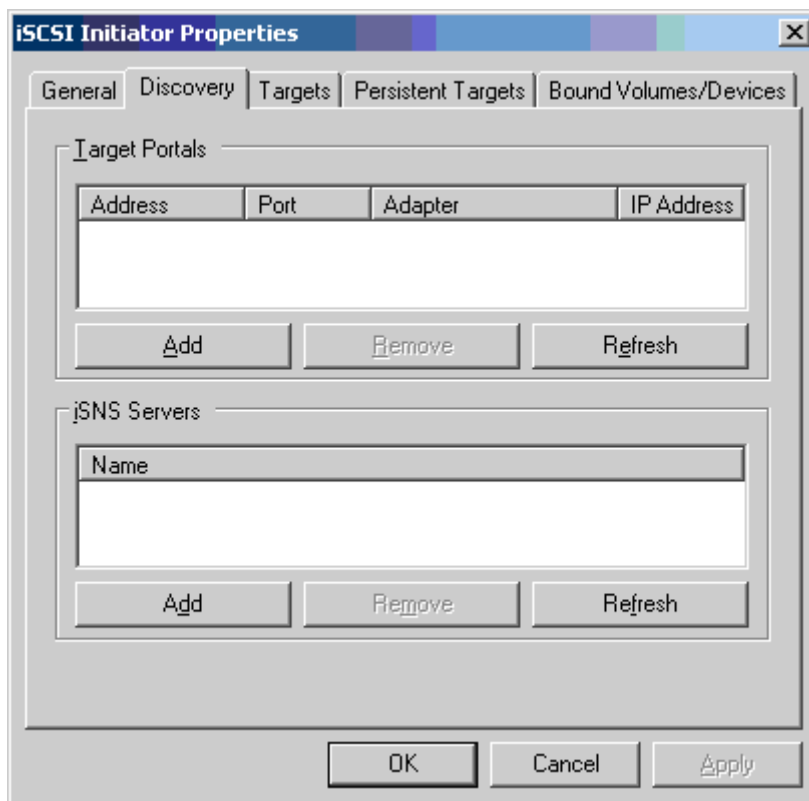 iSCSI Initiator Properties
General Discovery Targets Persistent Targets Bound Volumes/Devices
Target Portals
Address Port Adapter IP Address
Add Remove Refresh
iSNS Servers
Name
Add Remove Refresh
OK Cancel Apply